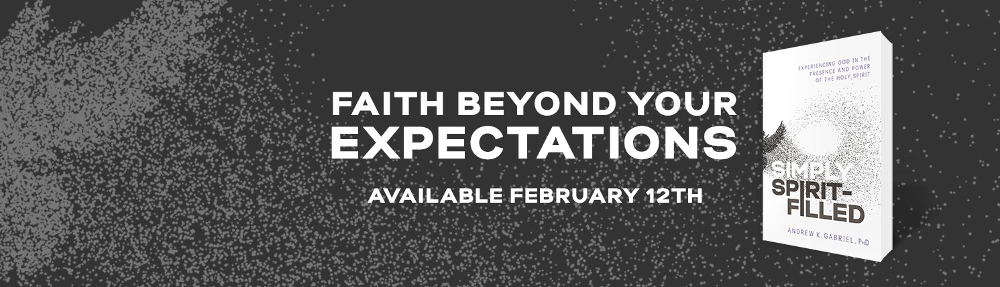 FAITH BEYOND YOUR
EXPECTATIONS
AVAILABLE FEBRUARY 12TH
EXPERIENCING GOD IN THE
PRESENCE AND POWER
OF THE HOLY SPIRIT
SIMPLY
SPIRIT-
FILLED
ANDREW K. GABRIEL, PHD